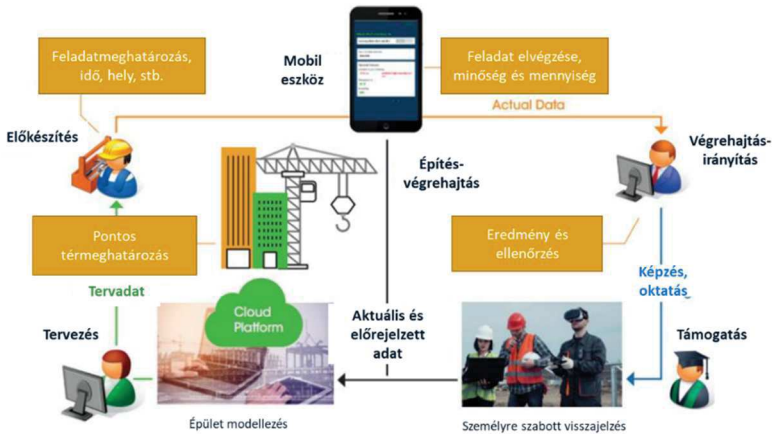 Feladatmeghatározás,
idő, hely, stb.
Mobil
eszköz
Feladat elvégzése,
minőség és mennyiség
Actual Data
Előkészítés
Építés-
végrehajtás
Végrehajtás-
irányítás
Pontos
térmeghatározás
Eredmény és
ellenőrzés
Tervadat
Képzés,
oktatás
Cloud
Platform
Tervezés
Aktuális és
előrejelzett
adat
Támogatás
Épület modellezés
Személyre szabott visszajelzés